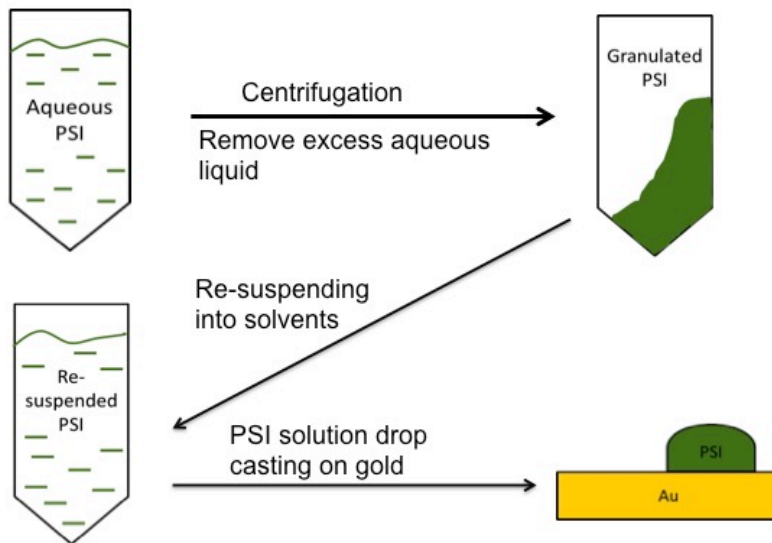 Aqueous
PSI
Centrifugation
Remove excess aqueous
liquid
Granulated
PSI
Re-suspending
into solvents
Re-
suspended
PSI
PSI solution drop
casting on gold
PSI
Au